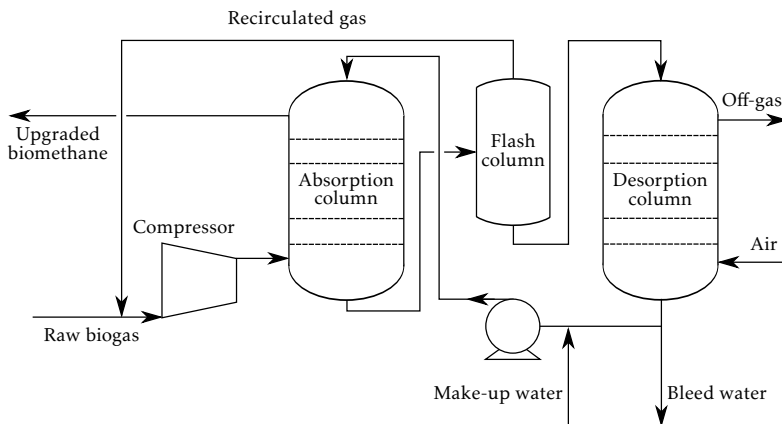 Recirculated gas
Off-gas
Upgraded
biomethane
Flash
column
Absorption
column
Desorption
column
Compressor
Air
Raw biogas
Make-up water
Bleed water